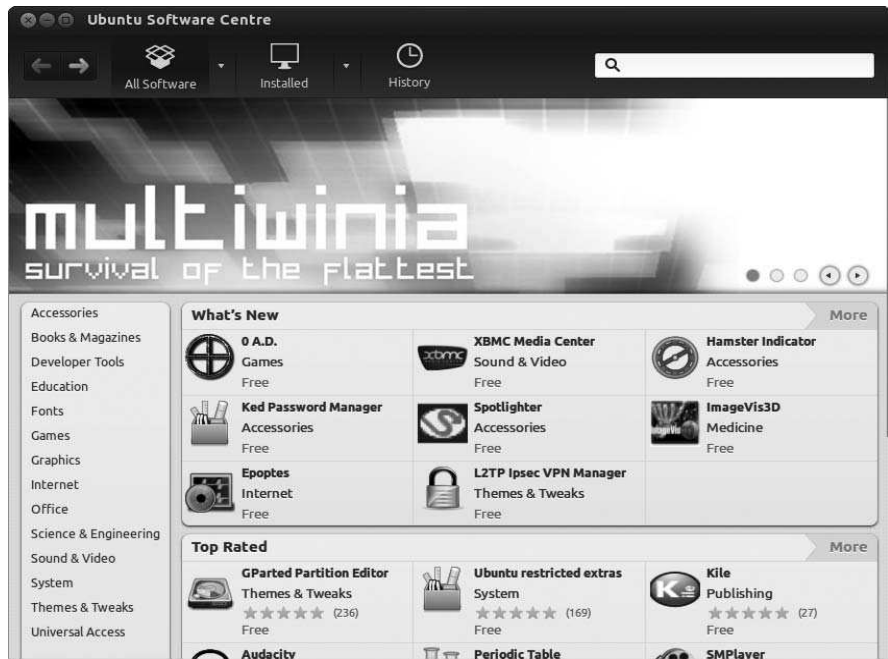 Ubuntu Software Centre
All Software
Installed
History
multiwinia
survival of the flattest
Accessories
Books & Magazines
Developer Tools
Education
Fonts
Games
Graphics
Internet
Office
Science & Engineering
Sound & Video
System
Themes & Tweaks
Universal Access
What's New
More
0 A.D.
Games
Free
XBMC Media Center
Sound & Video
Free
Hamster Indicator
Accessories
Free
Ked Password Manager
Accessories
Free
Spotlighter
Accessories
Free
ImageVis3D
Medicine
Free
Epoptes
Internet
Free
L2TP Ipsec VPN Manager
Themes & Tweaks
Free
Top Rated
More
GParted Partition Editor
Themes & Tweaks
(236)
Free
Ubuntu restricted extras
System
(169)
Free
Kile
Publishing
(27)
Free
Audacity
Periodic Table
SMPlayer
xbmc